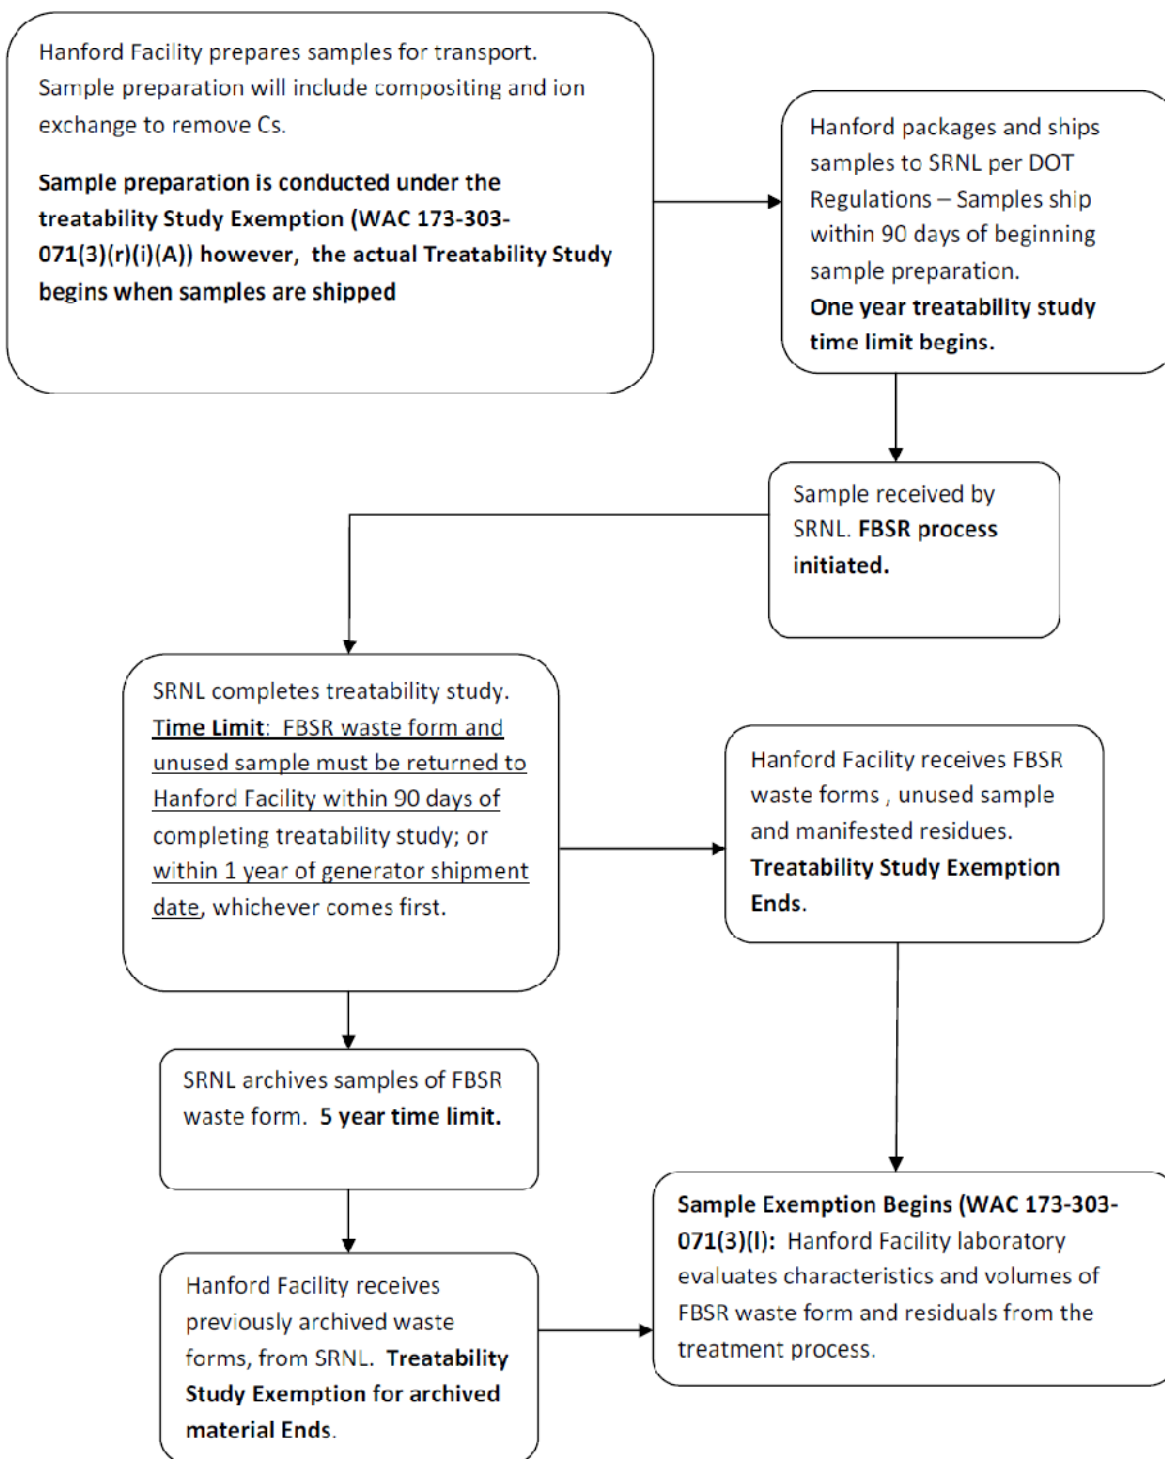 Hanford Facility prepares samples for transport.
Sample preparation will include compositing and ion
exchange to remove Cs.
Sample preparation is conducted under the
treatability Study Exemption (WAC 173-303-
071(3)(r)(i)(A)) however,  the actual Treatability Study
begins when samples are shipped
Hanford packages and ships
samples to SRNL per DOT
Regulations – Samples ship
within 90 days of beginning
sample preparation.
One year treatability study
time limit begins.
Sample received by
SRNL. FBSR process
initiated.
SRNL completes treatability study.
Time Limit:  FBSR waste form and
unused sample must be returned to
Hanford Facility within 90 days of
completing treatability study; or
within 1 year of generator shipment
date, whichever comes first.
Hanford Facility receives FBSR
waste forms , unused sample
and manifested residues.
Treatability Study Exemption
Ends.
SRNL archives samples of FBSR
waste form.  5 year time limit.
Hanford Facility receives
previously archived waste
forms, from SRNL.  Treatability
Study Exemption for archived
material Ends.
Sample Exemption Begins (WAC 173-303-
071(3)(l):  Hanford Facility laboratory
evaluates characteristics and volumes of
FBSR waste form and residuals from the
treatment process.